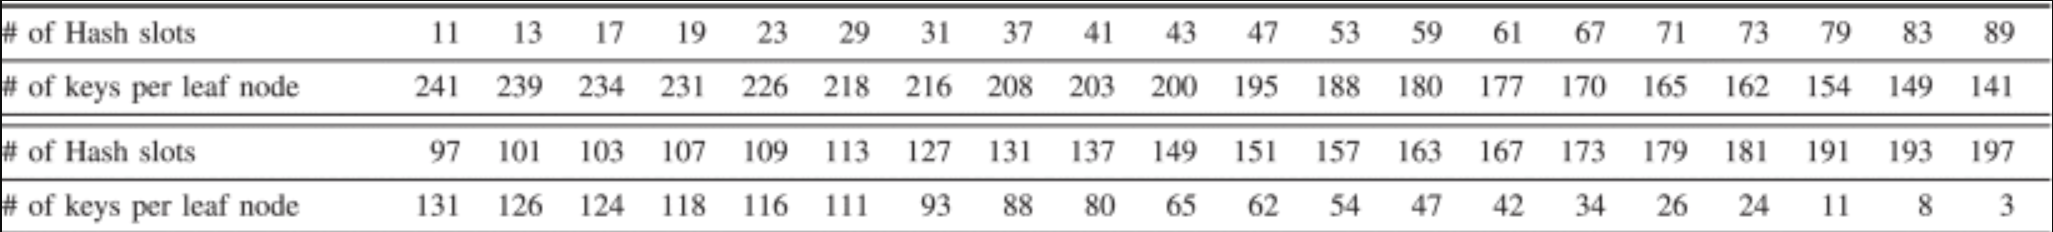 # of Hash slots 11 13 17 19 23 29 31 37 41 43 47 53 59 61 67 71 73 79 83 89
# of keys per leaf node 241 239 234 231 226 218 216 208 203 200 195 188 180 177 170 165 162 154 149 141
# of Hash slots 97 101 103 107 109 113 127 131 137 149 151 157 163 167 173 179 181 191 193 197
# of keys per leaf node 131 126 124 118 116 111 93 88 80 65 62 54 47 42 34 26 24 11 8 3